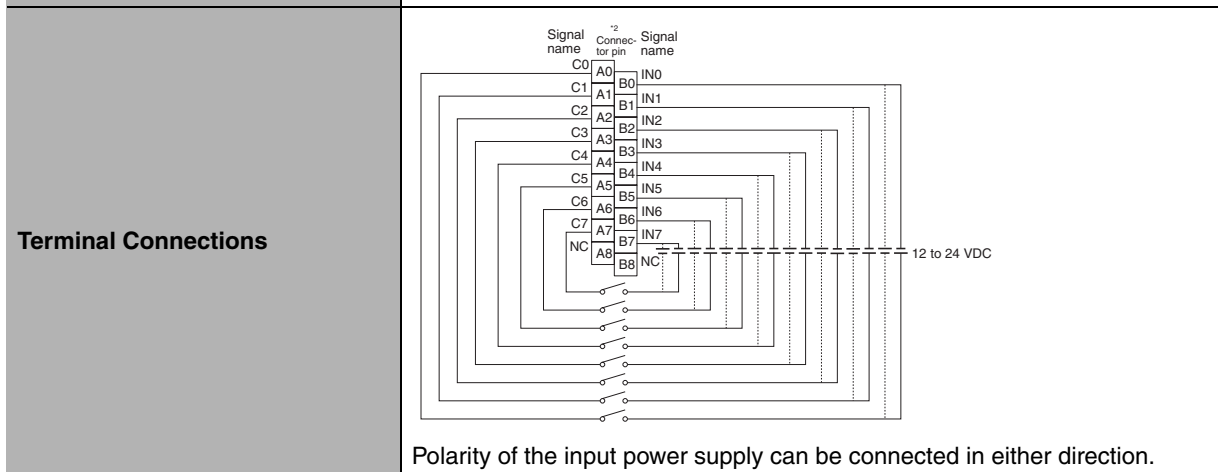 Terminal Connections
Signal name
*2
Connec-
tor pin
Signal name
C0 A0 B0 IN0
C1 A1 B1 IN1
C2 A2 B2 IN2
C3 A3 B3 IN3
C4 A4 B4 IN4
C5 A5 B5 IN5
C6 A6 B6 IN6
C7 A7 B7 IN7
NC A8 B8 NC
12 to 24 VDC
Polarity of the input power supply can be connected in either direction.